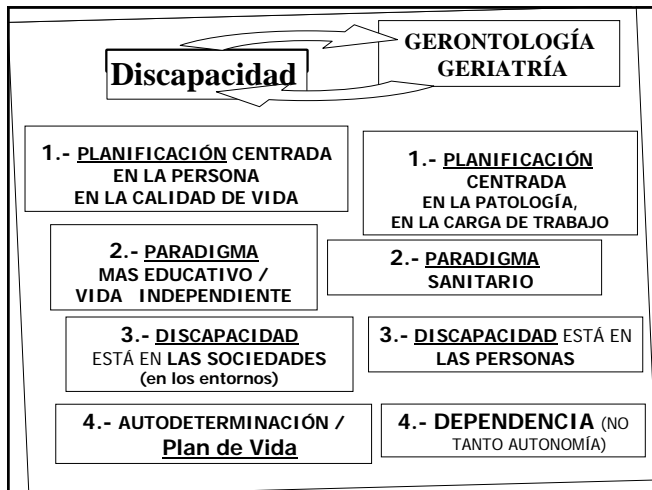 Discapacidad
GERONTOLOGÍA
GERIATRÍA
1.- PLANIFICACIÓN CENTRADA
EN LA PERSONA
EN LA CALIDAD DE VIDA
1.- PLANIFICACIÓN
CENTRADA
EN LA PATOLOGÍA,
EN LA CARGA DE TRABAJO
2.- PARADIGMA
MAS EDUCATIVO /
VIDA INDEPENDIENTE
2.- PARADIGMA
SANITARIO
3.- DISCAPACIDAD
ESTÁ EN LAS SOCIEDADES
(en los entornos)
3.- DISCAPACIDAD ESTÁ EN
LAS PERSONAS
4.- AUTODETERMINACIÓN /
Plan de Vida
4.- DEPENDENCIA (NO
TANTO AUTONOMÍA)